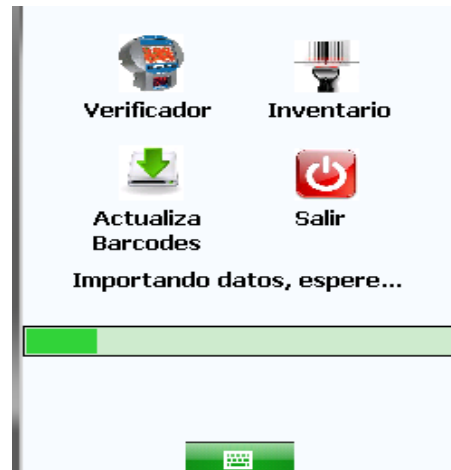 Verificador
Inventario
Actualiza
Barcodes
Salir
Importando datos, espere...